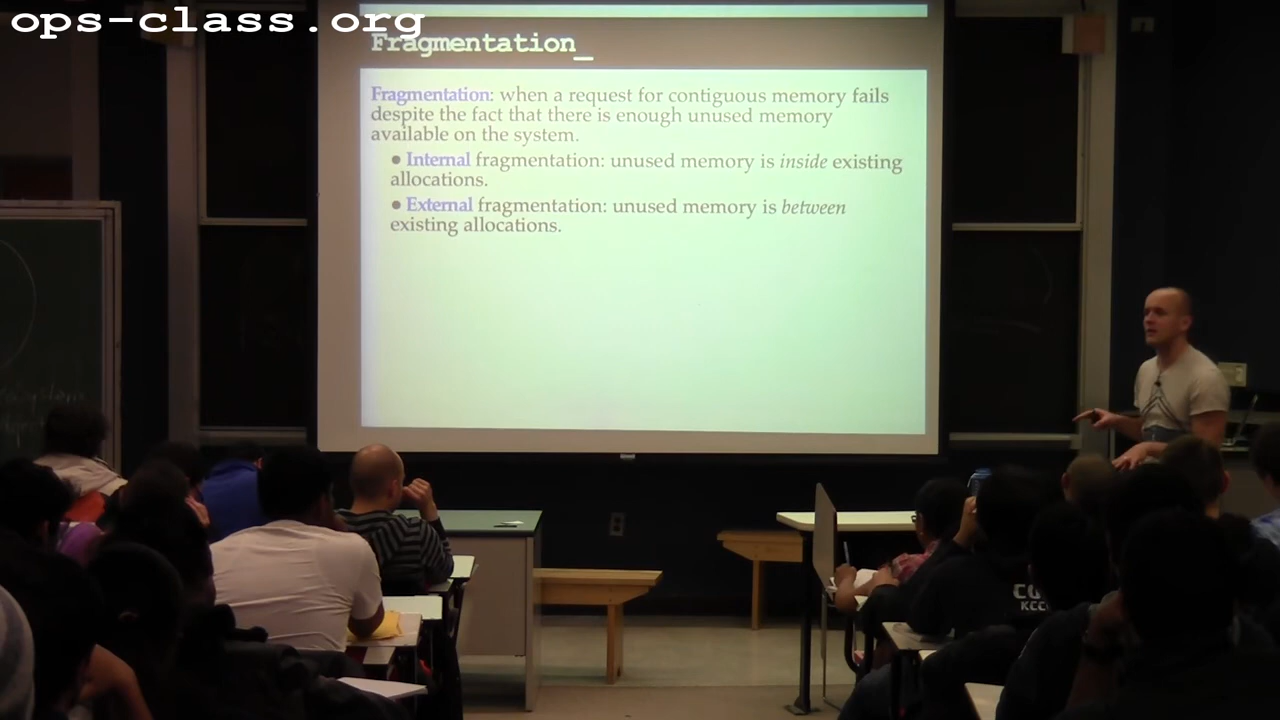 ops-class.org
Fragmentation_
Fragmentation: when a request for contiguous memory fails
despite the fact that there is enough unused memory
available on the system.
● Internal fragmentation: unused memory is inside existing
allocations.
● External fragmentation: unused memory is between
existing allocations.